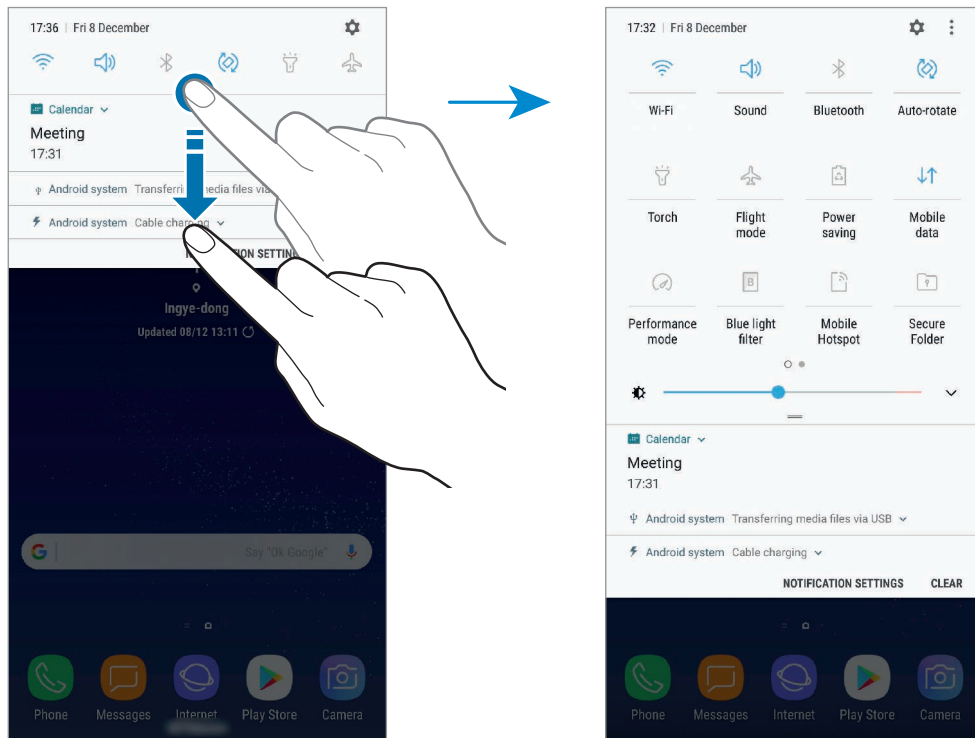 17:36 | Fri 8 December
Calendar
Meeting
17:31
Android system Transferri media files via
Android system Cable charging
ION SETTIN
Ingye-dong
Updated 08/12 13:11
G Say "Ok Google"
Phone Messages Internet Play Store Camera
17:32 | Fri 8 December
Wi-Fi Sound Bluetooth Auto-rotate
Torch Flight mode Power saving Mobile data
B
Performance mode Blue light filter Mobile Hotspot Secure Folder
Calendar
Meeting
17:31
Android system Transferring media files via USB
Android system Cable charging
NOTIFICATION SETTINGS CLEAR
Phone Messages Internet Play Store Camera